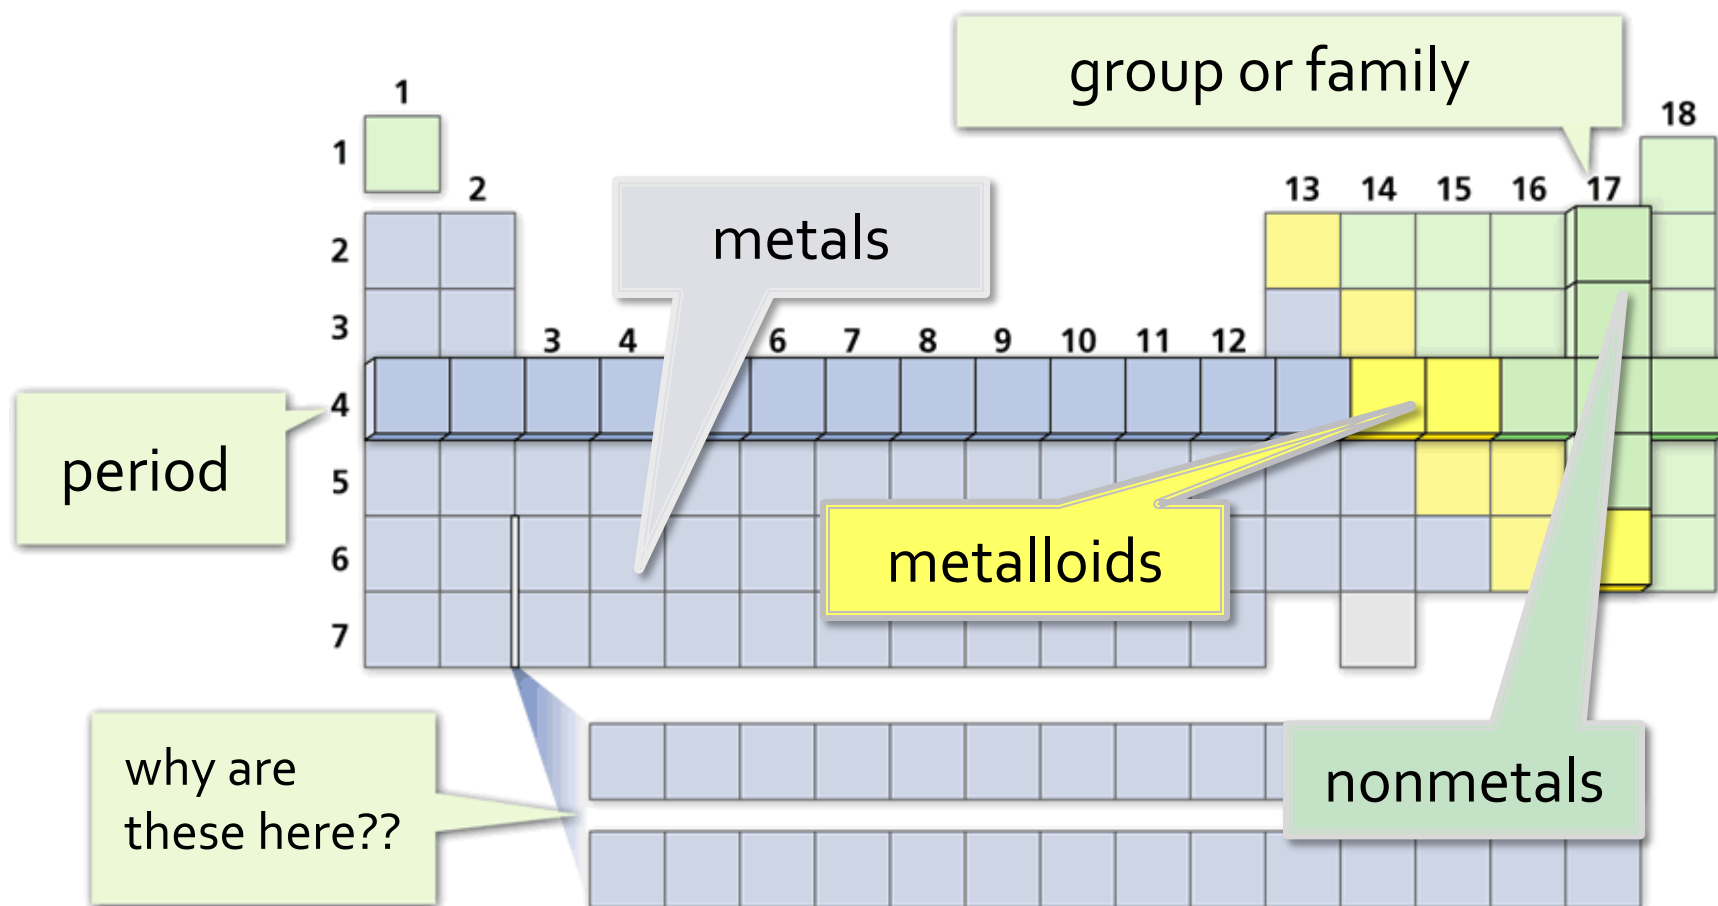 group or family
1
18
1
2
13 14 15 16 17
metals
2
3
3 4 6 7 8 9 10 11 12
4
period
5
metalloids
6
7
why are
these here??
nonmetals